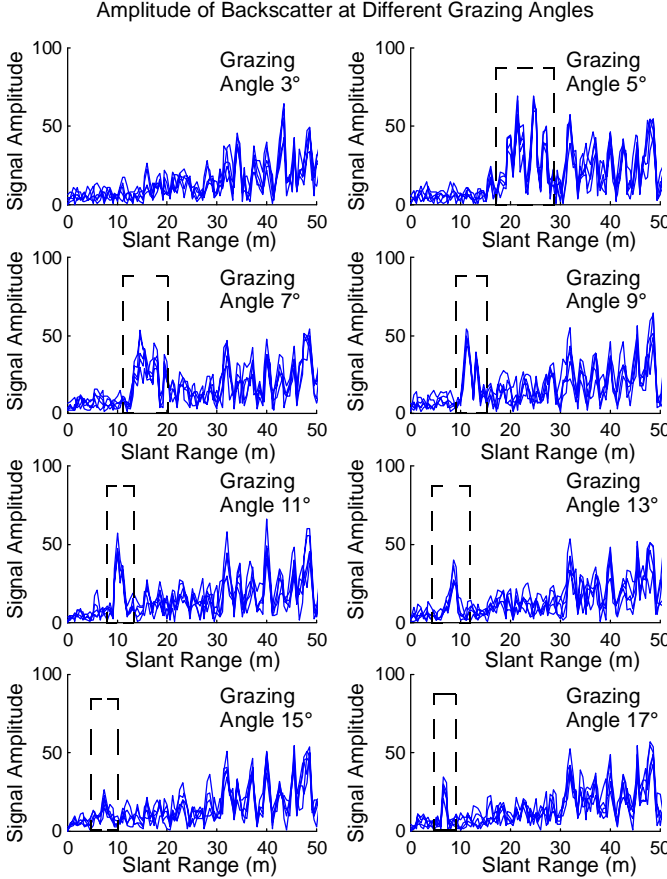 Amplitude of Backscatter at Different Grazing Angles
100
50
0
Signal Amplitude
Grazing
Angle 3°
0 10 20 30 40 50
Slant Range (m)
100
50
0
Signal Amplitude
Grazing
Angle 5°
0 10 20 30 40 50
Slant Range (m)
100
50
0
Signal Amplitude
Grazing
Angle 7°
0 10 20 30 40 50
Slant Range (m)
100
50
0
Signal Amplitude
Grazing
Angle 9°
0 10 20 30 40 50
Slant Range (m)
100
50
0
Signal Amplitude
Grazing
Angle 11°
0 10 20 30 40 50
Slant Range (m)
100
50
0
Signal Amplitude
Grazing
Angle 13°
0 10 20 30 40 50
Slant Range (m)
100
50
0
Signal Amplitude
Grazing
Angle 15°
0 10 20 30 40 50
Slant Range (m)
100
50
0
Signal Amplitude
Grazing
Angle 17°
0 10 20 30 40 50
Slant Range (m)